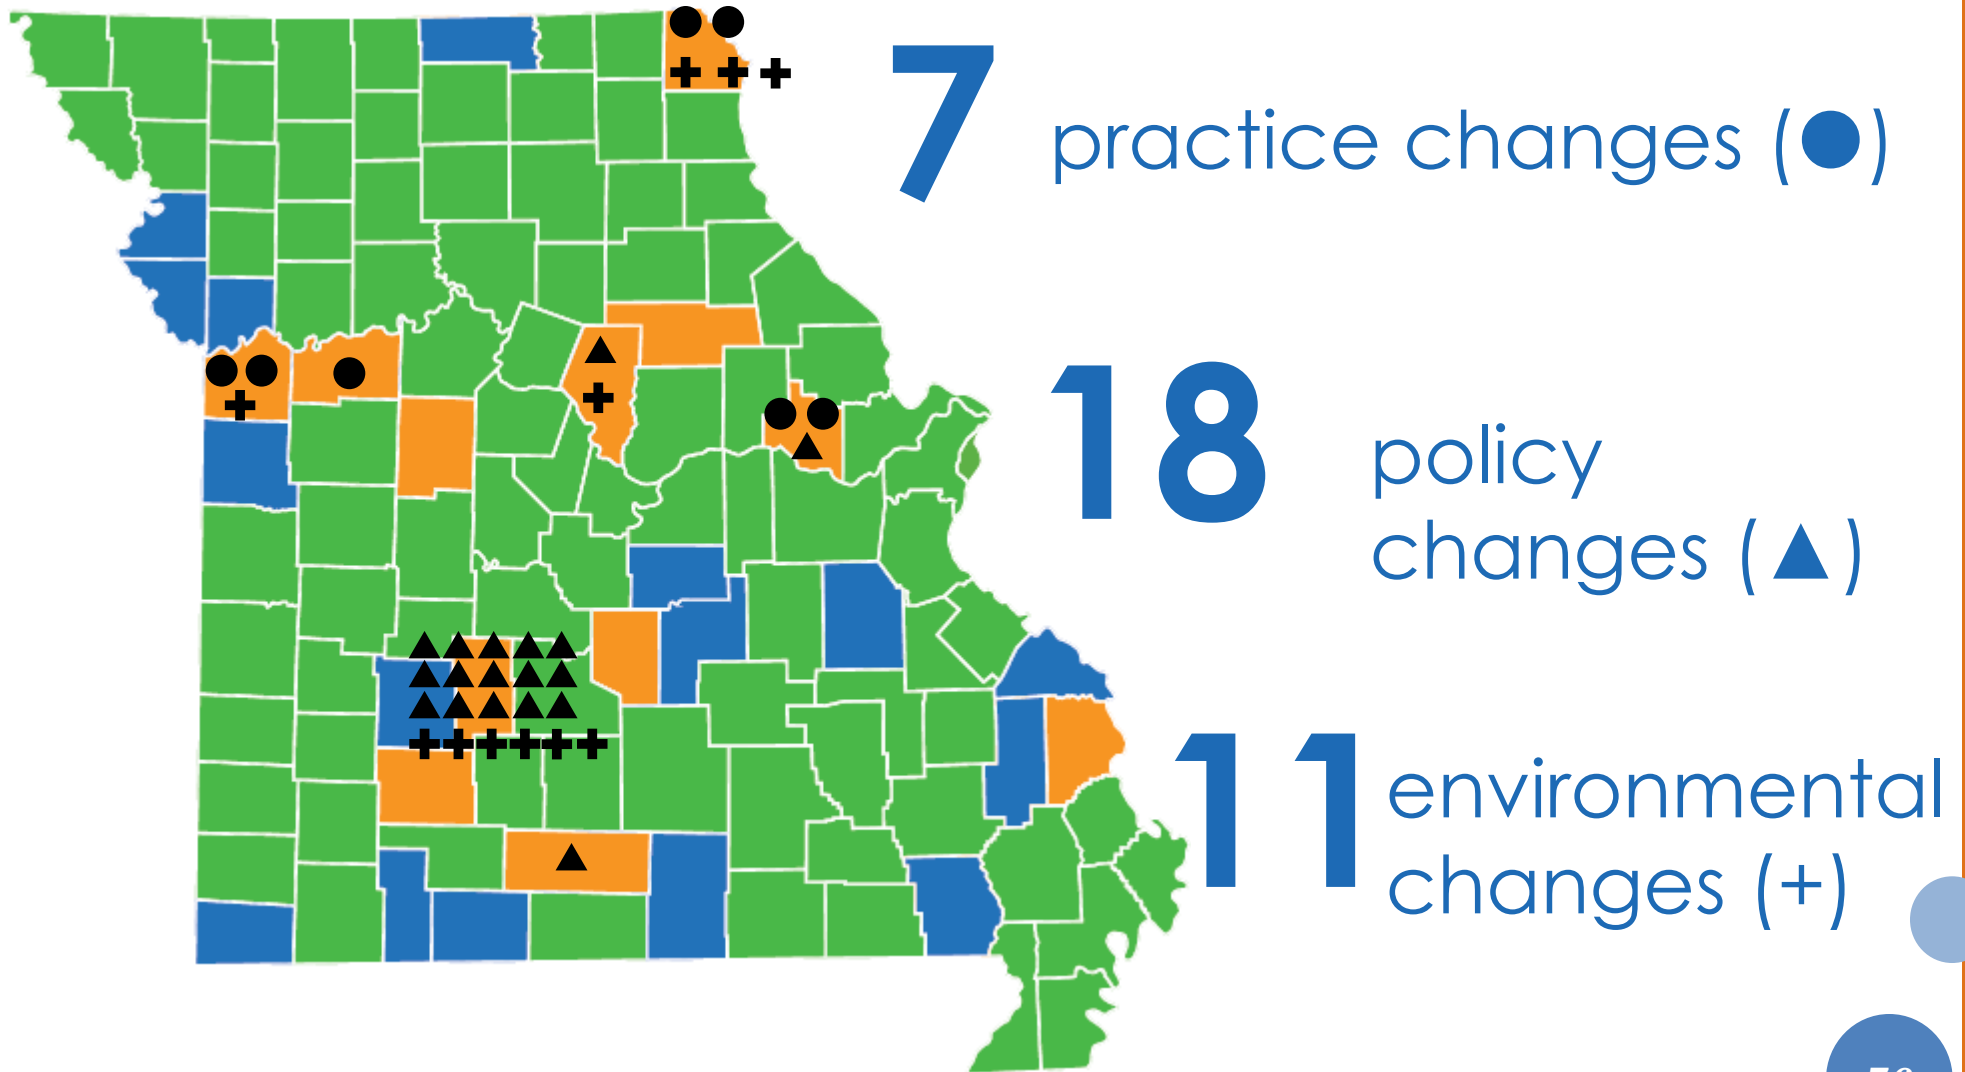 7 practice changes (●)
18 policy
changes (▲)
11 environmental
changes (+)